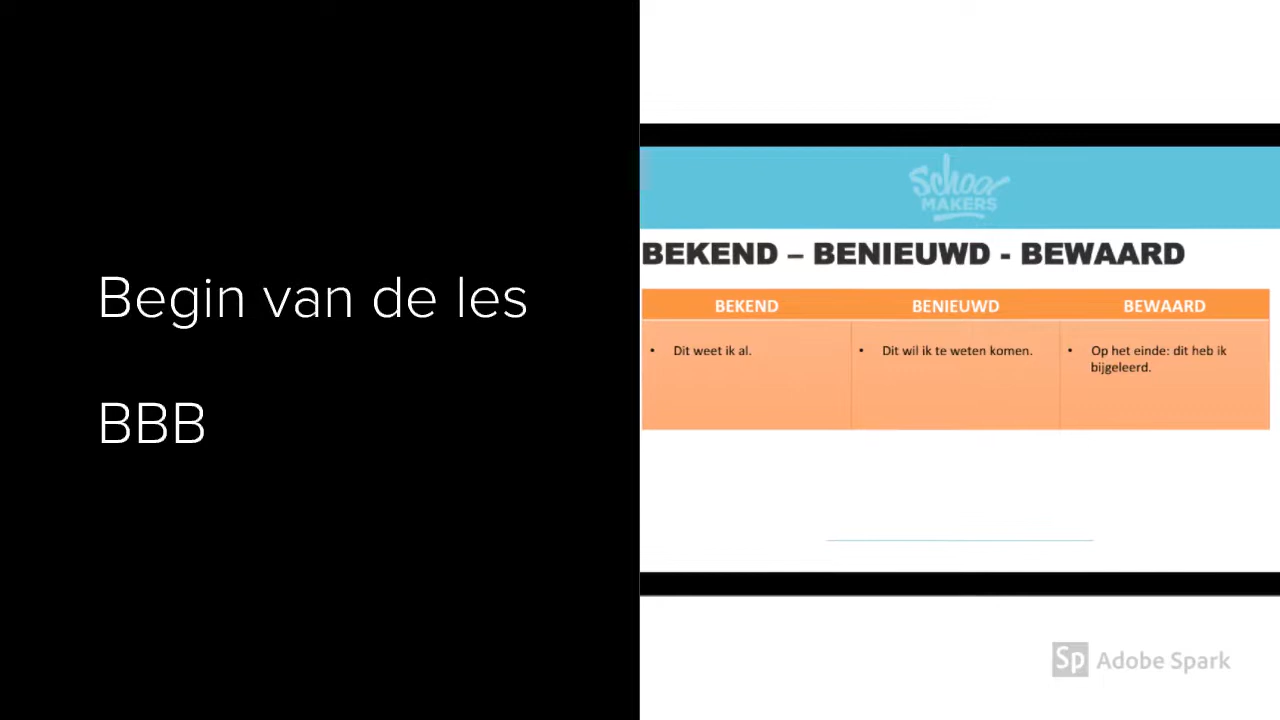 Begin van de les
BBB
School
MAKERS
BEKEND – BENIEUWD - BEWAARD
BEKEND
BENIEUWD
BEWAARD
• Dit weet ik al.
• Dit wil ik te weten komen.
• Op het einde: dit heb ik
bijgeleerd.
Sp Adobe Spark